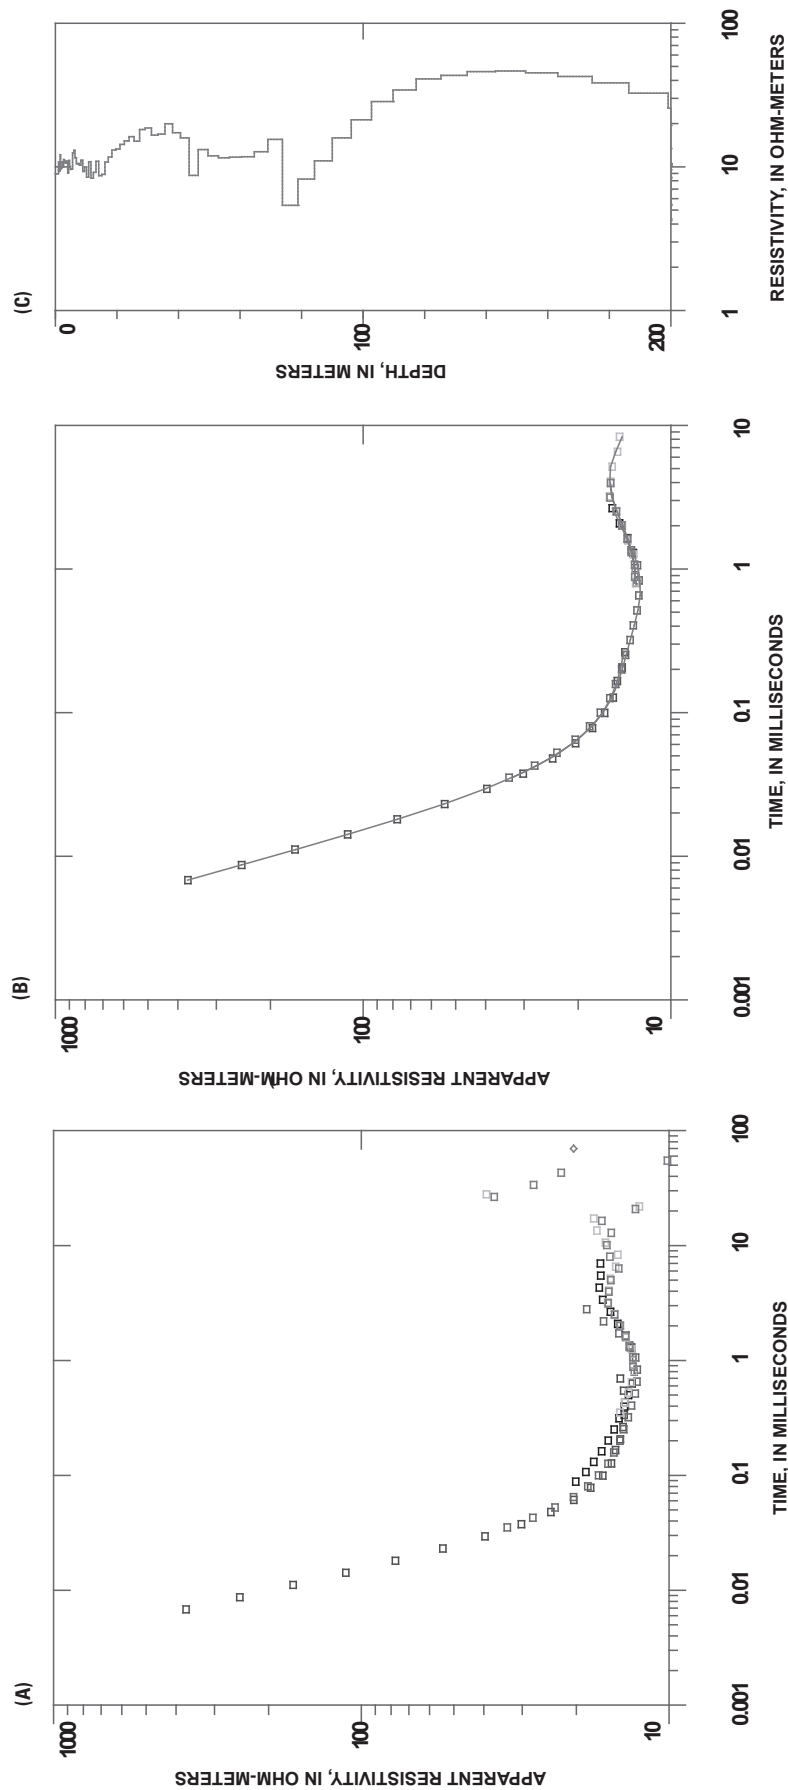 (A)
APPARENT RESISTIVITY, IN OHM-METERS
1000
100
10
0.001
0.01
0.1
1
10
100
TIME, IN MILLISECONDS
(B)
APPARENT RESISTIVITY, IN OHM-METERS
1000
100
10
0.001
0.01
0.1
1
10
TIME, IN MILLISECONDS
(C)
DEPTH, IN METERS
0
100
200
1
10
100
RESISTIVITY, IN OHM-METERS